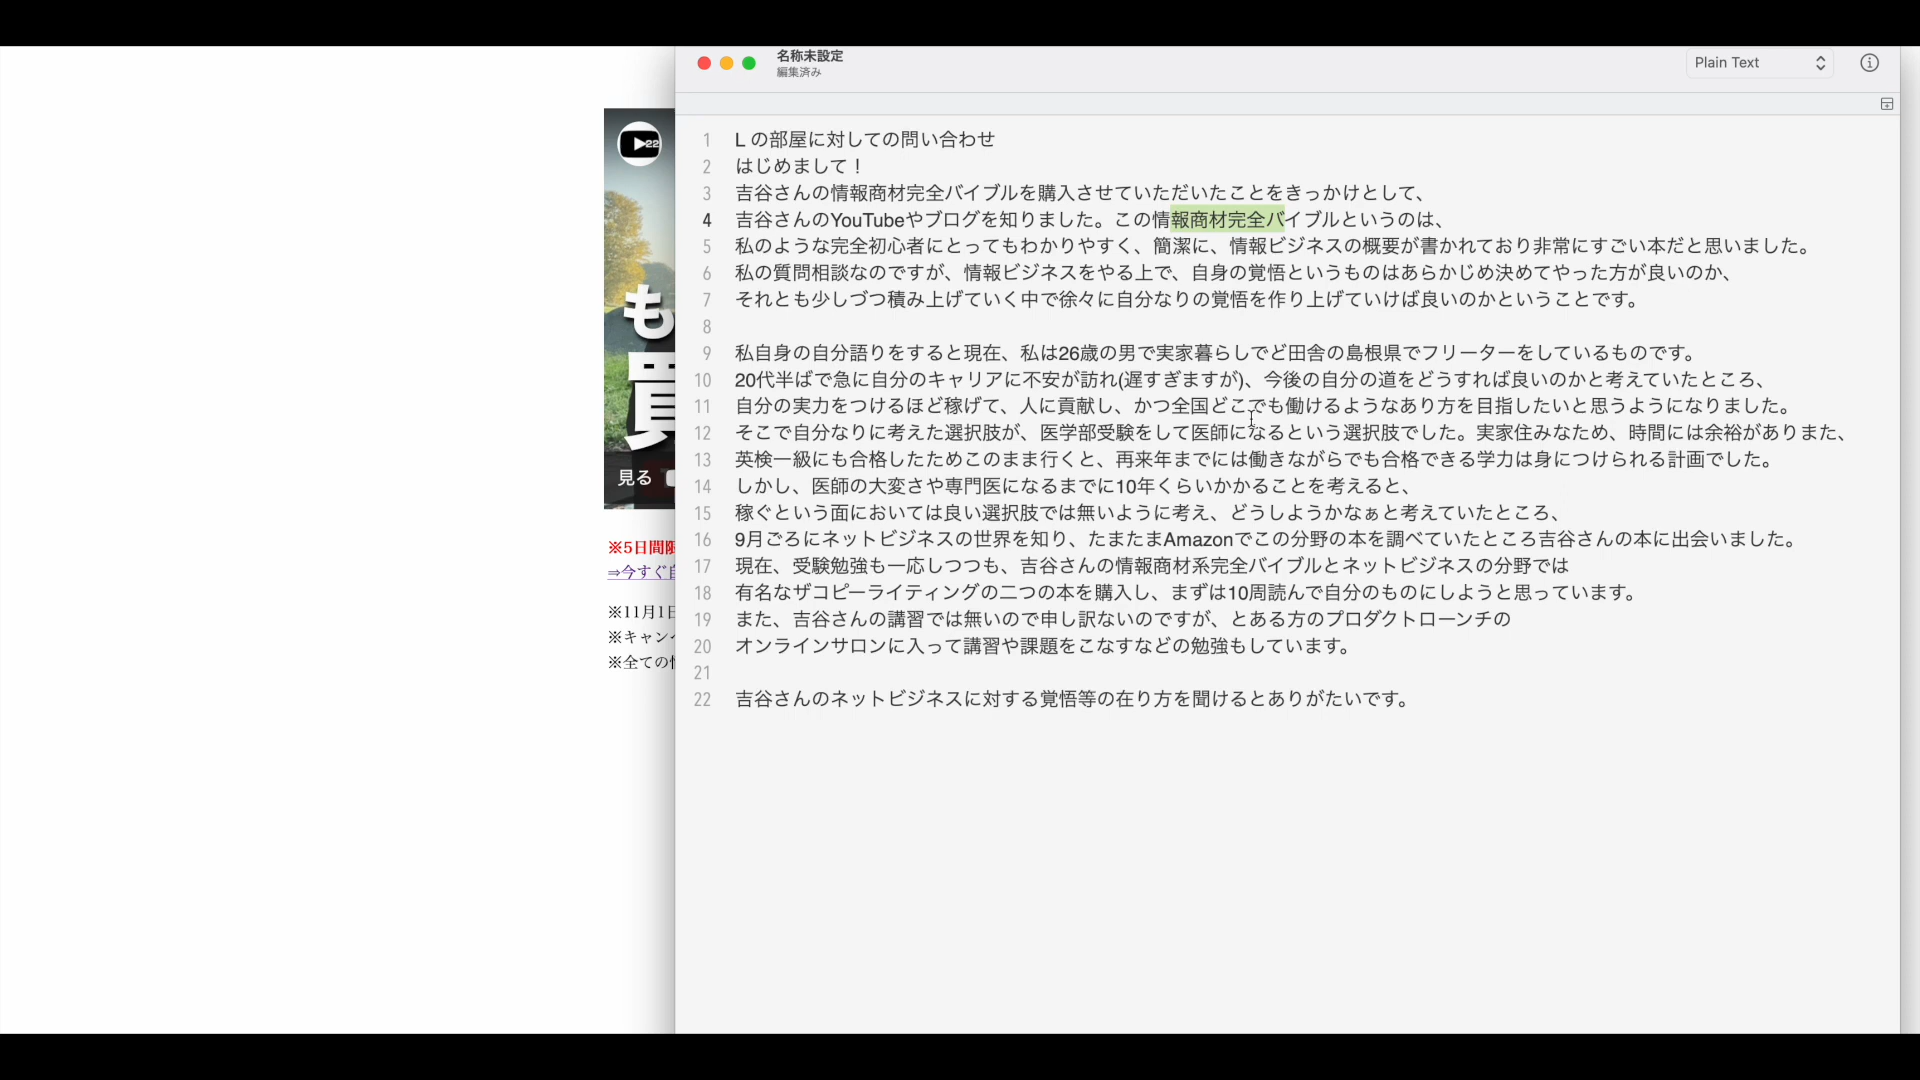 名称未設定
編集済み
Plain Text
1 L の部屋に対しての問い合わせ
2 はじめまして！
3 吉谷さんの情報商材完全バイブルを購入させていただいたことをきっかけとして、
4 吉谷さんのYouTubeやブログを知りました。この情報商材完全バイブルというのは、
5 私のような完全初心者にとってもわかりやすく、簡潔に、情報ビジネスの概要が書かれており非常にすごい本だと思いました。
6 私の質問相談なのですが、情報ビジネスをやる上で、自身の覚悟というものはあらかじめ決めてやった方が良いのか、
7 それとも少しづつ積み上げていく中で徐々に自分なりの覚悟を作り上げていけば良いのかということです。
8
9 私自身の自分語りをすると現在、私は26歳の男で実家暮らしでど田舎の島根県でフリーターをしているものです。
10 20代半ばで急に自分のキャリアに不安が訪れ(遅すぎますが)、今後の自分の道をどうすれば良いのかと考えていたところ、
11 自分の実力をつけるほど稼げて、人に貢献し、かつ全国どこでも働けるようなあり方を目指したいと思うようになりました。
12 そこで自分なりに考えた選択肢が、医学部受験をして医師になるという選択肢でした。実家住みなため、時間には余裕がありまた、
13 英検一級にも合格したためこのまま行くと、再来年までには働きながらでも合格できる学力は身につけられる計画でした。
14 しかし、医師の大変さや専門医になるまでに10年くらいかかることを考えると、
15 稼ぐという面においては良い選択肢では無いように考え、どうしようかなぁと考えていたところ、
16 9月ごろにネットビジネスの世界を知り、たまたまAmazonでこの分野の本を調べていたところ吉谷さんの本に出会いました。
17 現在、受験勉強も一応しつつも、吉谷さんの情報商材系完全バイブルとネットビジネスの分野では
18 有名なザコピーライティングの二つの本を購入し、まずは10周読んで自分のものにしようと思っています。
19 また、吉谷さんの講習では無いので申し訳ないのですが、とある方のプロダクトローンチの
20 オンラインサロンに入って講習や課題をこなすなどの勉強もしています。
21
22 吉谷さんのネットビジネスに対する覚悟等の在り方を聞けるとありがたいです。
22
も
買
見る
※5日間限
⇒今すぐ自
※11月1日
※キャンペ
※全ての情